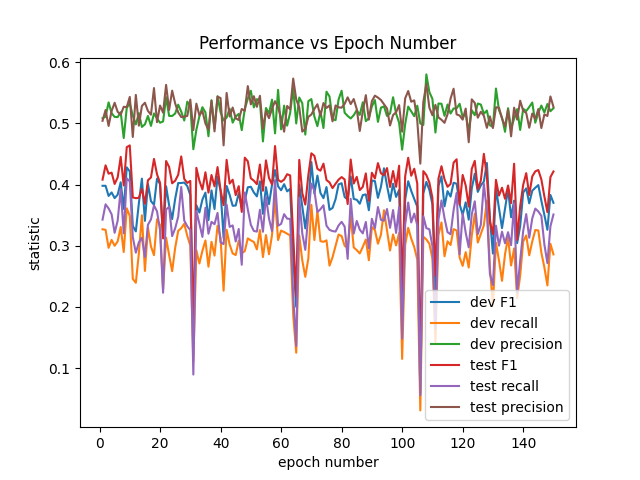 Performance vs Epoch Number
0.6
0.5
0.4
0.3
0.2
0.1
statistic
dev F1
dev recall
dev precision
test F1
test recall
test precision
0 20 40 60 80 100 120 140
epoch number